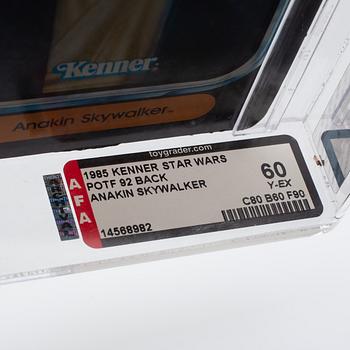 Kenner
Anakin Skywalker™
toygrader.com
AFA
1985 KENNER STAR WARS
POTF 92 BACK
ANAKIN SKYWALKER
60
Y-EX
C80 B60 F90
14568982